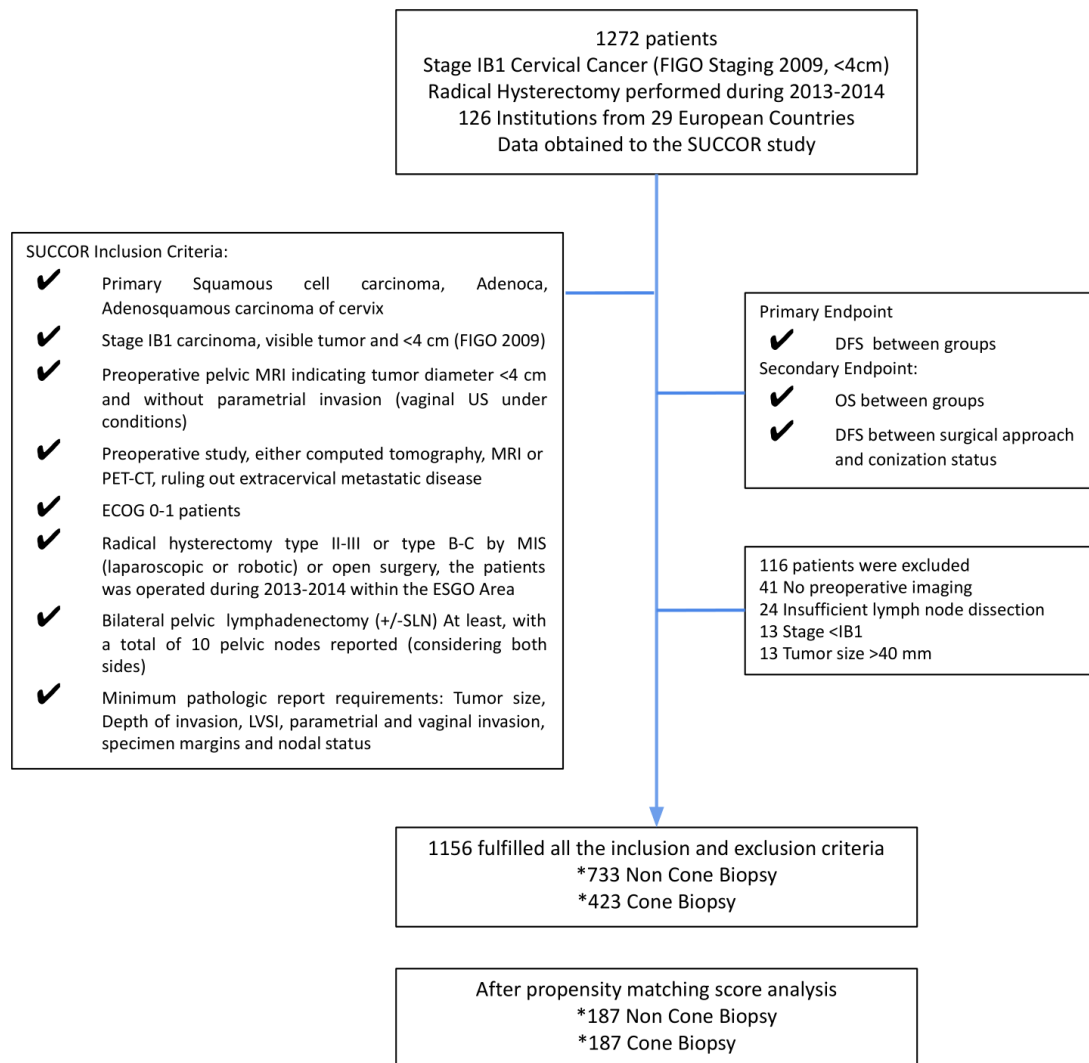 1272 patients
Stage IB1 Cervical Cancer (FIGO Staging 2009, <4cm)
Radical Hysterectomy performed during 2013-2014
126 Institutions from 29 European Countries
Data obtained to the SUCCOR study
SUCCOR Inclusion Criteria:
✔ Primary Squamous cell carcinoma, Adenoca,
Adenosquamous carcinoma of cervix
✔ Stage IB1 carcinoma, visible tumor and <4 cm (FIGO 2009)
✔ Preoperative pelvic MRI indicating tumor diameter <4 cm
and without parametrial invasion (vaginal US under
conditions)
✔ Preoperative study, either computed tomography, MRI or
PET-CT, ruling out extracervical metastatic disease
✔ ECOG 0-1 patients
✔ Radical hysterectomy type II-III or type B-C by MIS
(laparoscopic or robotic) or open surgery, the patients
was operated during 2013-2014 within the ESGO Area
✔ Bilateral pelvic lymphadenectomy (+/-SLN) At least, with
a total of 10 pelvic nodes reported (considering both
sides)
✔ Minimum pathologic report requirements: Tumor size,
Depth of invasion, LVSI, parametrial and vaginal invasion,
specimen margins and nodal status
Primary Endpoint
✔ DFS between groups
Secondary Endpoint:
✔ OS between groups
✔ DFS between surgical approach
and conization status
116 patients were excluded
41 No preoperative imaging
24 Insufficient lymph node dissection
13 Stage <IB1
13 Tumor size >40 mm
1156 fulfilled all the inclusion and exclusion criteria
*733 Non Cone Biopsy
*423 Cone Biopsy
After propensity matching score analysis
*187 Non Cone Biopsy
*187 Cone Biopsy